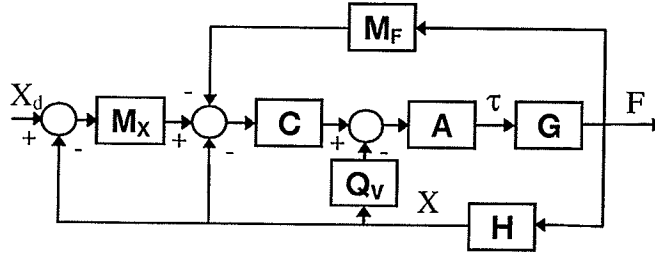 M_F
-
X_d
+
-
M_X
+
-
C
+
-
A
τ
G
F
Q_V
X
H